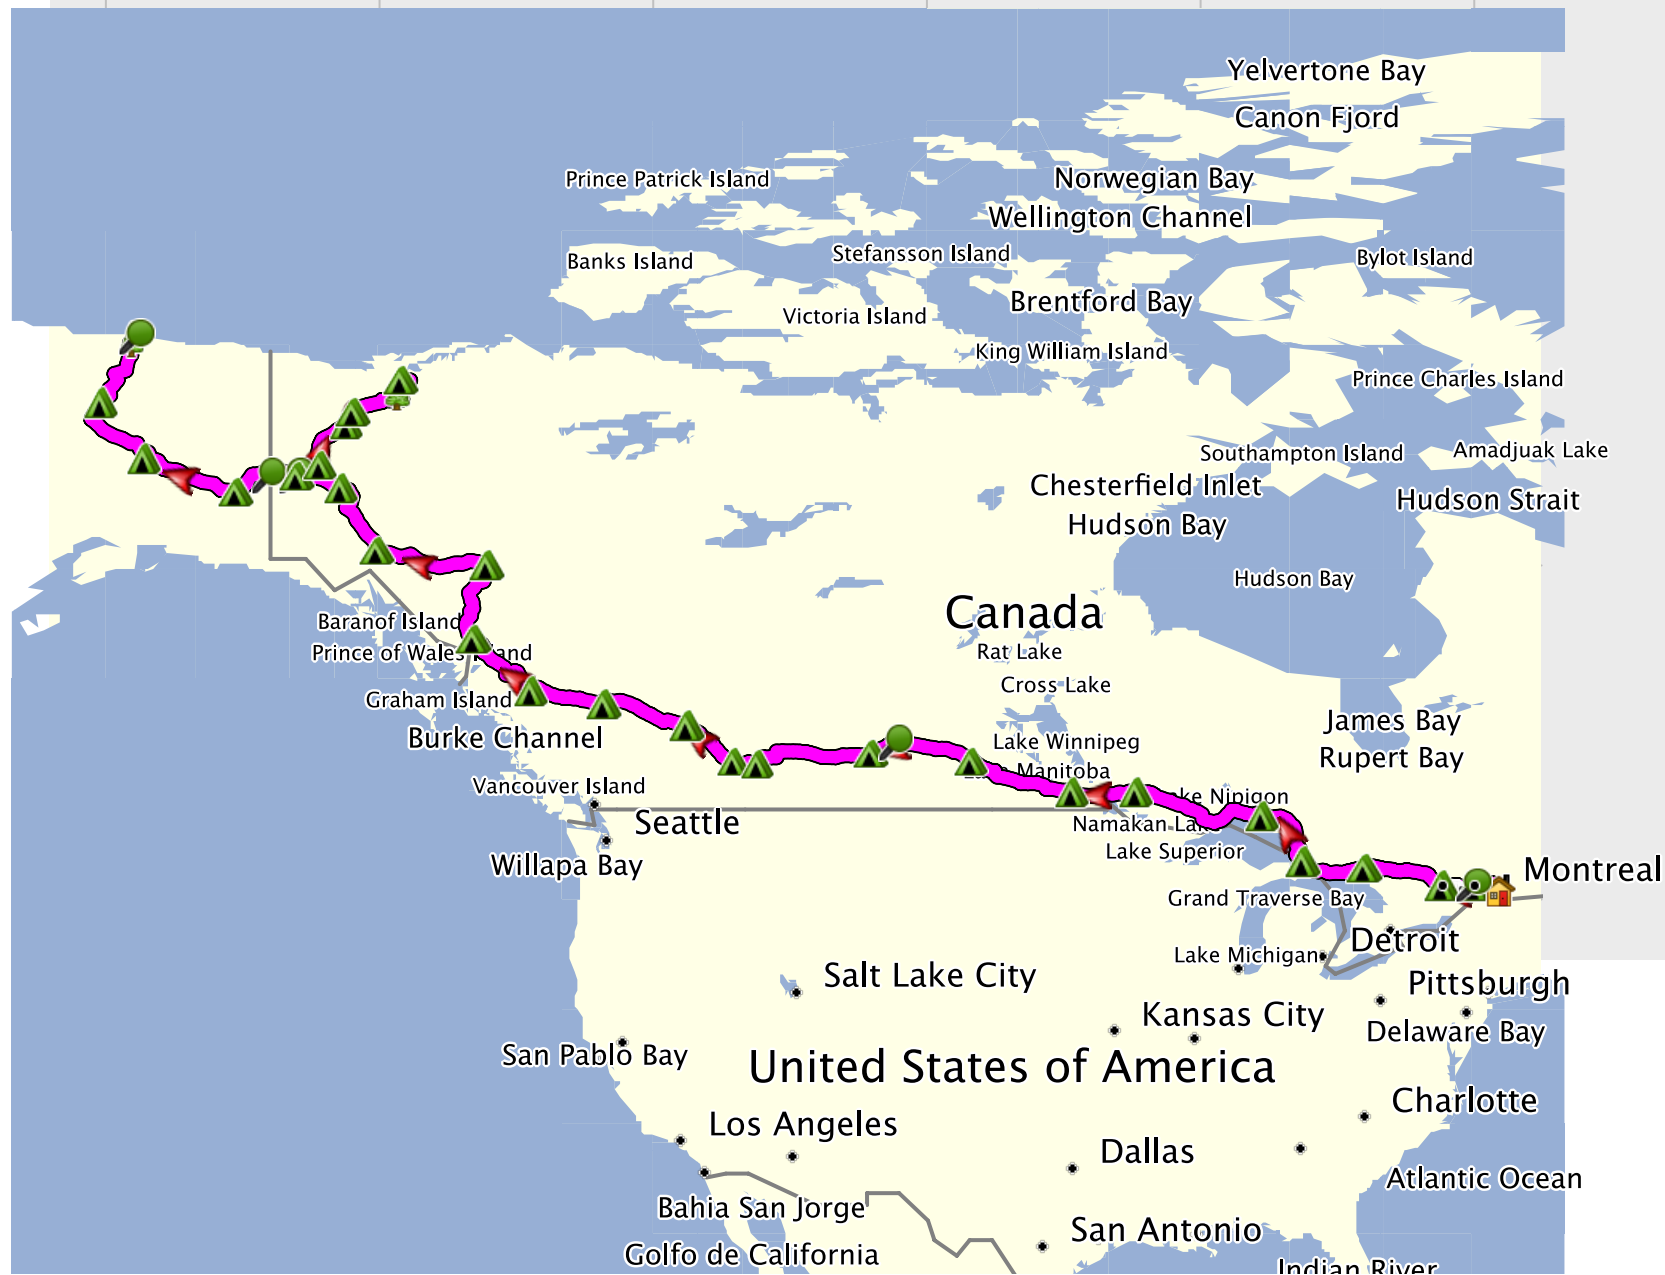 Yelvertone Bay
Canon Fjord
Prince Patrick Island
Norwegian Bay
Wellington Channel
Banks Island
Stefansson Island
Bylot Island
Brentford Bay
Victoria Island
King William Island
Prince Charles Island
Southampton Island
Amadjuak Lake
Chesterfield Inlet
Hudson Strait
Hudson Bay
Hudson Bay
Canada
Baranof Island
Prince of Wales Island
Rat Lake
Cross Lake
Graham Island
James Bay
Burke Channel
Lake Winnipeg
Rupert Bay
Lake Manitoba
Vancouver Island
Lake Nipigon
Seattle
Namakan Lake
Lake Superior
Willapa Bay
Montreal
Grand Traverse Bay
Detroit
Lake Michigan
Salt Lake City
Pittsburgh
Kansas City
Delaware Bay
San Pablo Bay
United States of America
Charlotte
Los Angeles
Dallas
Atlantic Ocean
Bahia San Jorge
San Antonio
Golfo de California
Indian River